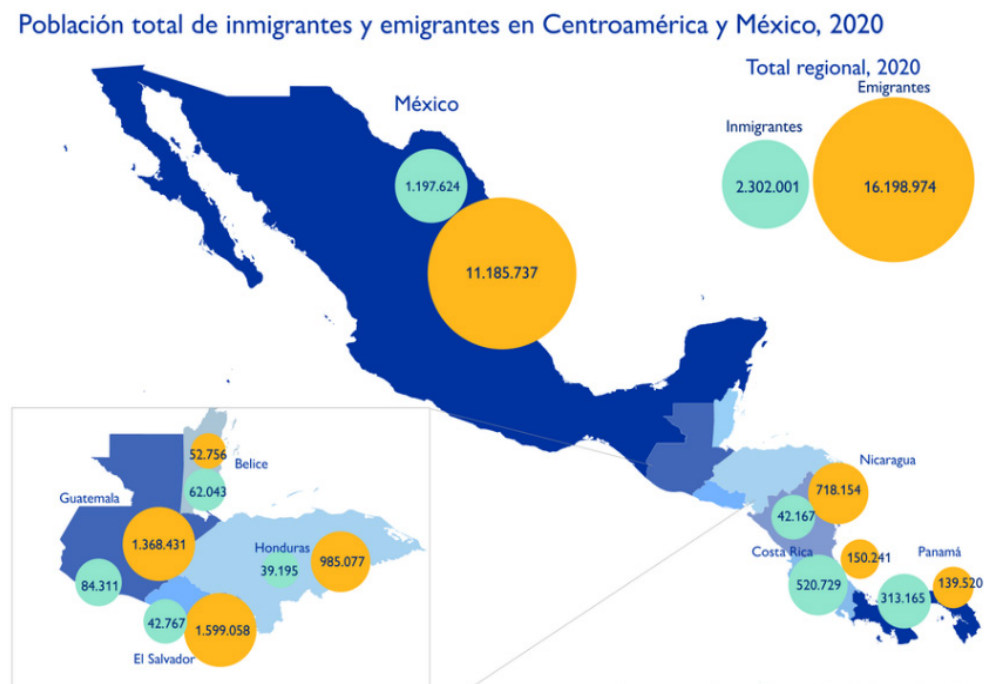 Población total de inmigrantes y emigrantes en Centroamérica y México, 2020
Total regional, 2020
Emigrantes
Inmigrantes
2.302.001
16.198.974
México
1.197.624
11.185.737
Nicaragua
718.154
42.167
Costa Rica
150.241
520.729
Panamá
139.520
313.165
52.756
Belice
62.043
Guatemala
1.368.431
84.311
Honduras
39.195
985.077
42.767
1.599.058
El Salvador